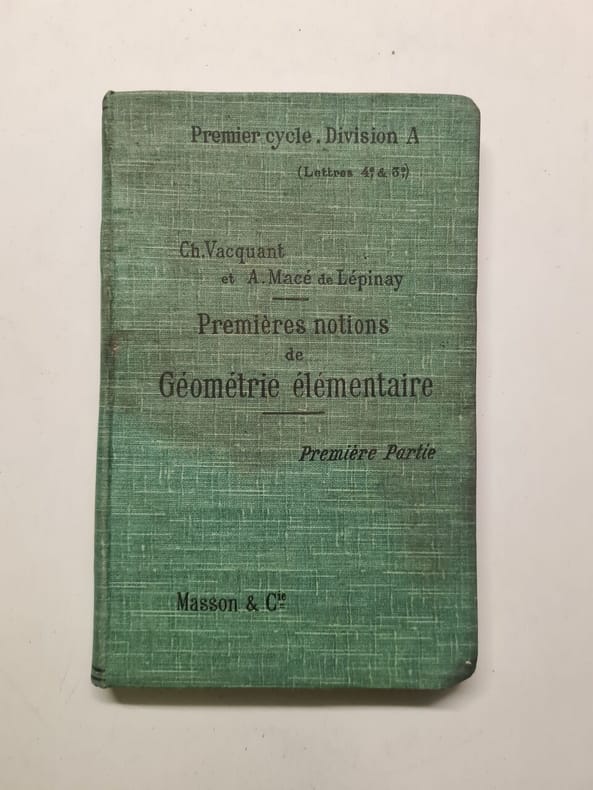 Premier cycle. Division A
(Lettres 4e & 3e)
Ch. Vacquant
et A. Macé de Lépinay
Premières notions
de
Géométrie élémentaire
Première Partie
Masson & Cie